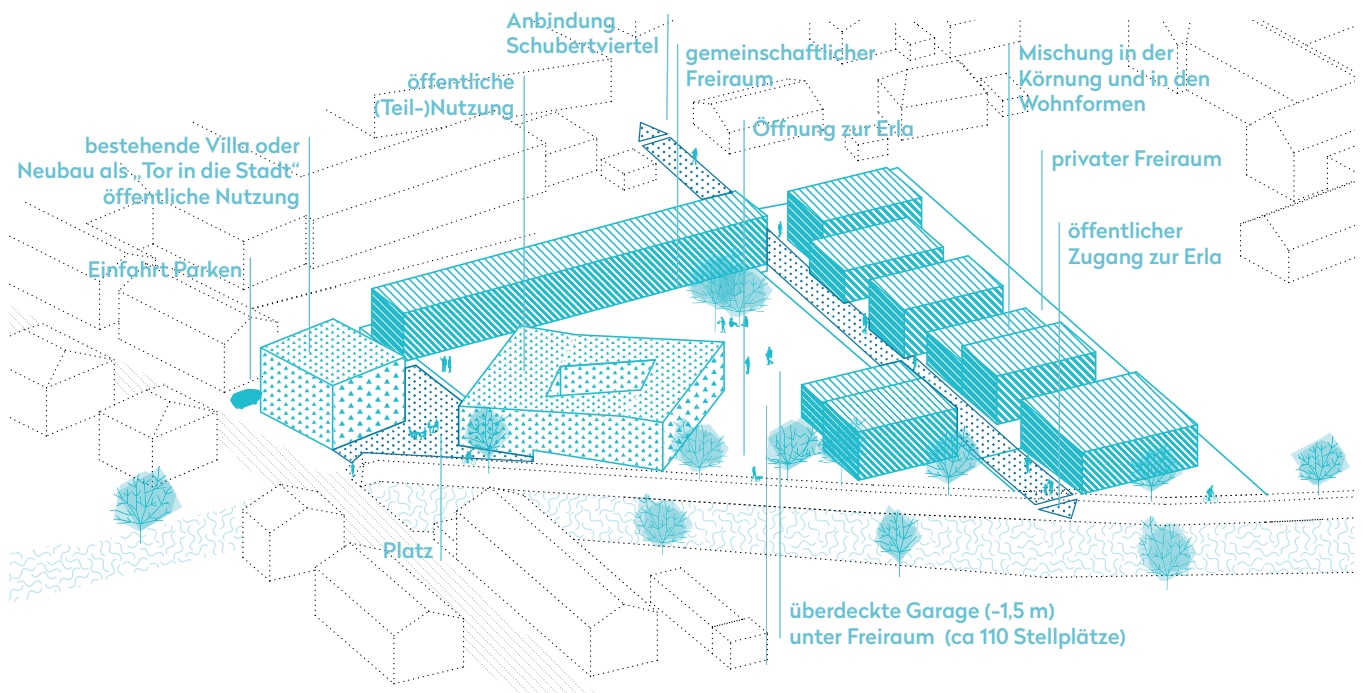 Anbindung
Schubertviertel
gemeinschaftlicher
Freiraum
Mischung in der
Körnung und in den
Wohnformen
öffentliche
(Teil-)Nutzung
Öffnung zur Erla
bestehende Villa oder
Neubau als „Tor in die Stadt“
öffentliche Nutzung
privater Freiraum
öffentlicher
Zugang zur Erla
Einfahrt Parken
Platz
überdeckte Garage (-1,5 m)
unter Freiraum (ca 110 Stellplätze)